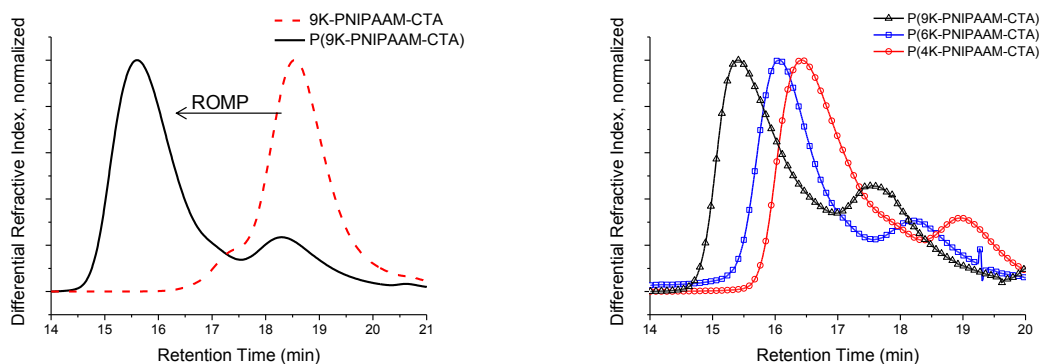 9K-PNIPAAM-CTA
P(9K-PNIPAAM-CTA)
ROMP
Differential Refractive Index, normalized
14 15 16 17 18 19 20 21
Retention Time (min)
P(9K-PNIPAAM-CTA)
P(6K-PNIPAAM-CTA)
P(4K-PNIPAAM-CTA)
Differential Refractive Index, normalized
14 15 16 17 18 19 20
Retention Time (min)